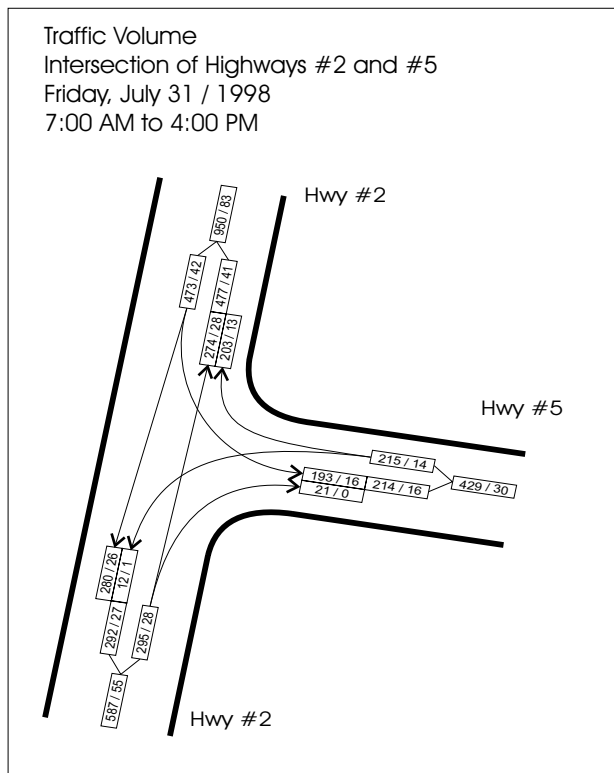 Traffic Volume
Intersection of Highways #2 and #5
Friday, July 31 / 1998
7:00 AM to 4:00 PM
Hwy #2
950 / 83
473 / 42
477 / 41
274 / 28
203 / 13
Hwy #5
215 / 14
193 / 16
21 / 0
214 / 16
429 / 30
280 / 26
12 / 1
292 / 27
295 / 28
587 / 55
Hwy #2